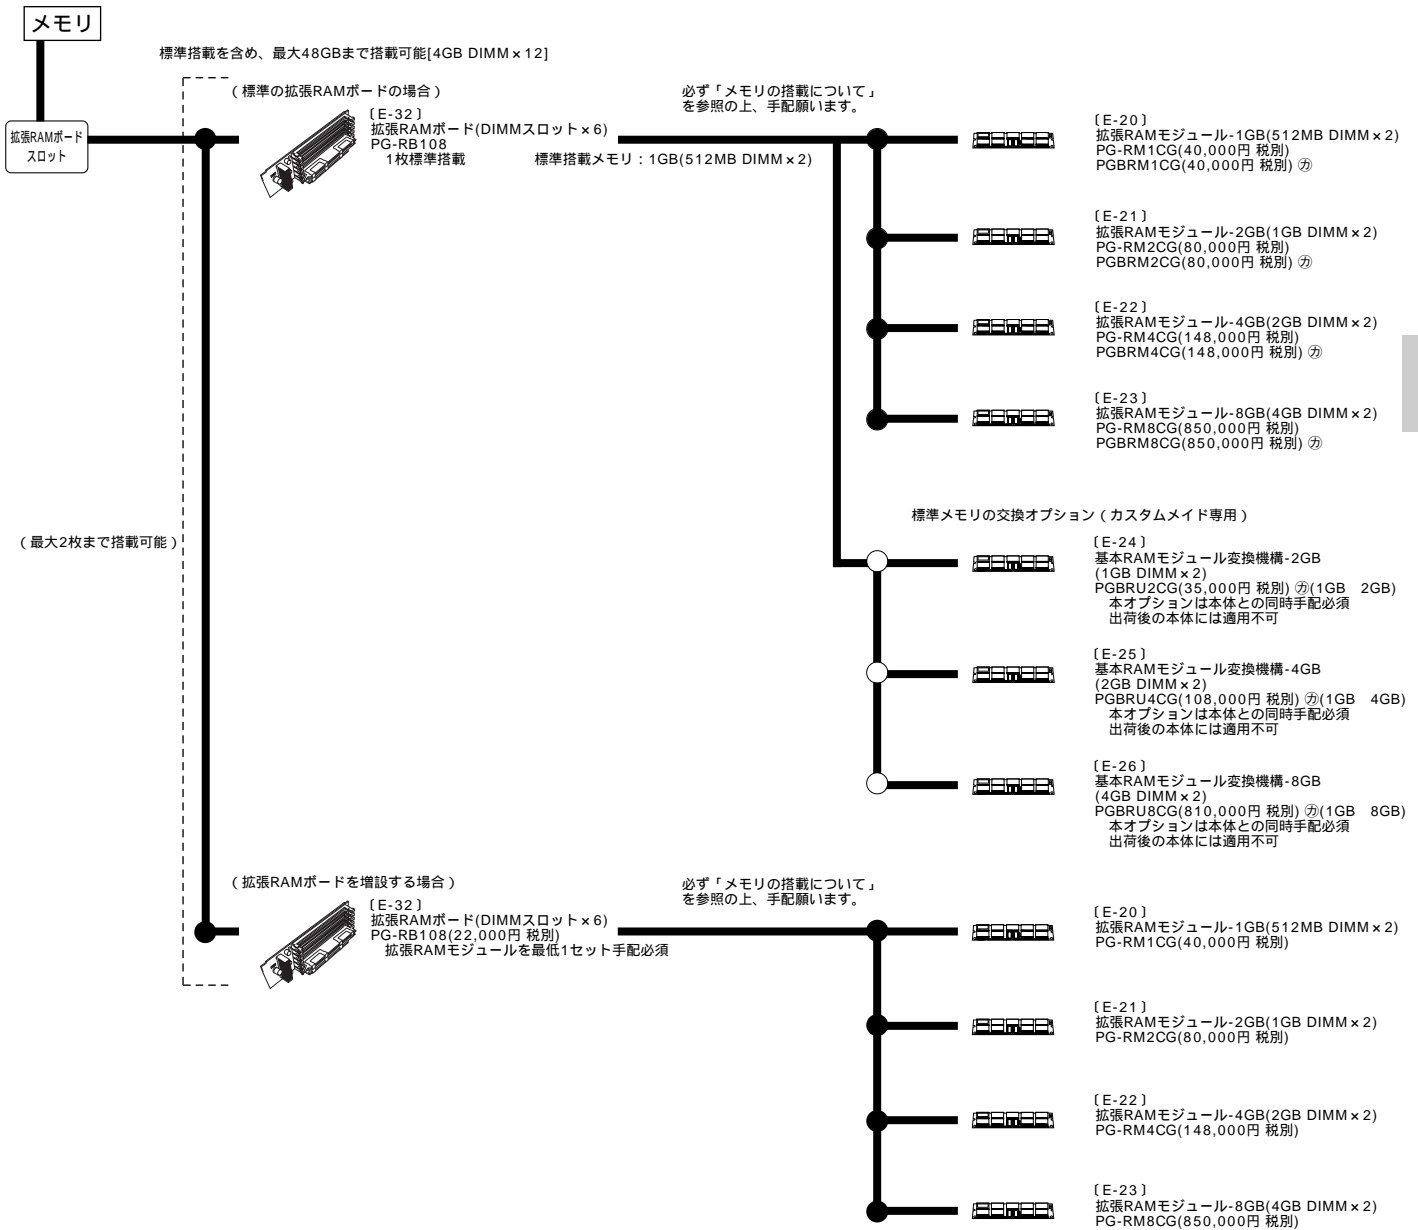 メモリ
標準搭載を含め、最大48GBまで搭載可能[4GB DIMM×12]
拡張RAMボード
スロット
(標準の拡張RAMボードの場合)
〔E-32〕
拡張RAMボード(DIMMスロット×6)
PG-RB108
1枚標準搭載
標準搭載メモリ:1GB(512MB DIMM×2)
必ず「メモリの搭載について」
を参照の上、手配願います。
〔E-20〕
拡張RAMモジュール-1GB(512MB DIMM×2)
PG-RM1CG(40,000円 税別)
PGBRM1CG(40,000円 税別) ㋕
〔E-21〕
拡張RAMモジュール-2GB(1GB DIMM×2)
PG-RM2CG(80,000円 税別)
PGBRM2CG(80,000円 税別) ㋕
〔E-22〕
拡張RAMモジュール-4GB(2GB DIMM×2)
PG-RM4CG(148,000円 税別)
PGBRM4CG(148,000円 税別) ㋕
〔E-23〕
拡張RAMモジュール-8GB(4GB DIMM×2)
PG-RM8CG(850,000円 税別)
PGBRM8CG(850,000円 税別) ㋕
標準メモリの交換オプション(カスタムメイド専用)
(最大2枚まで搭載可能)
〔E-24〕
基本RAMモジュール変換機構-2GB
(1GB DIMM×2)
PGBRU2CG(35,000円 税別) ㋕(1GB 2GB)
本オプションは本体との同時手配必須
出荷後の本体には適用不可
〔E-25〕
基本RAMモジュール変換機構-4GB
(2GB DIMM×2)
PGBRU4CG(108,000円 税別) ㋕(1GB 4GB)
本オプションは本体との同時手配必須
出荷後の本体には適用不可
〔E-26〕
基本RAMモジュール変換機構-8GB
(4GB DIMM×2)
PGBRU8CG(810,000円 税別) ㋕(1GB 8GB)
本オプションは本体との同時手配必須
出荷後の本体には適用不可
(拡張RAMボードを増設する場合)
〔E-32〕
拡張RAMボード(DIMMスロット×6)
PG-RB108(22,000円 税別)
拡張RAMモジュールを最低1セット手配必須
必ず「メモリの搭載について」
を参照の上、手配願います。
〔E-20〕
拡張RAMモジュール-1GB(512MB DIMM×2)
PG-RM1CG(40,000円 税別)
〔E-21〕
拡張RAMモジュール-2GB(1GB DIMM×2)
PG-RM2CG(80,000円 税別)
〔E-22〕
拡張RAMモジュール-4GB(2GB DIMM×2)
PG-RM4CG(148,000円 税別)
〔E-23〕
拡張RAMモジュール-8GB(4GB DIMM×2)
PG-RM8CG(850,000円 税別)